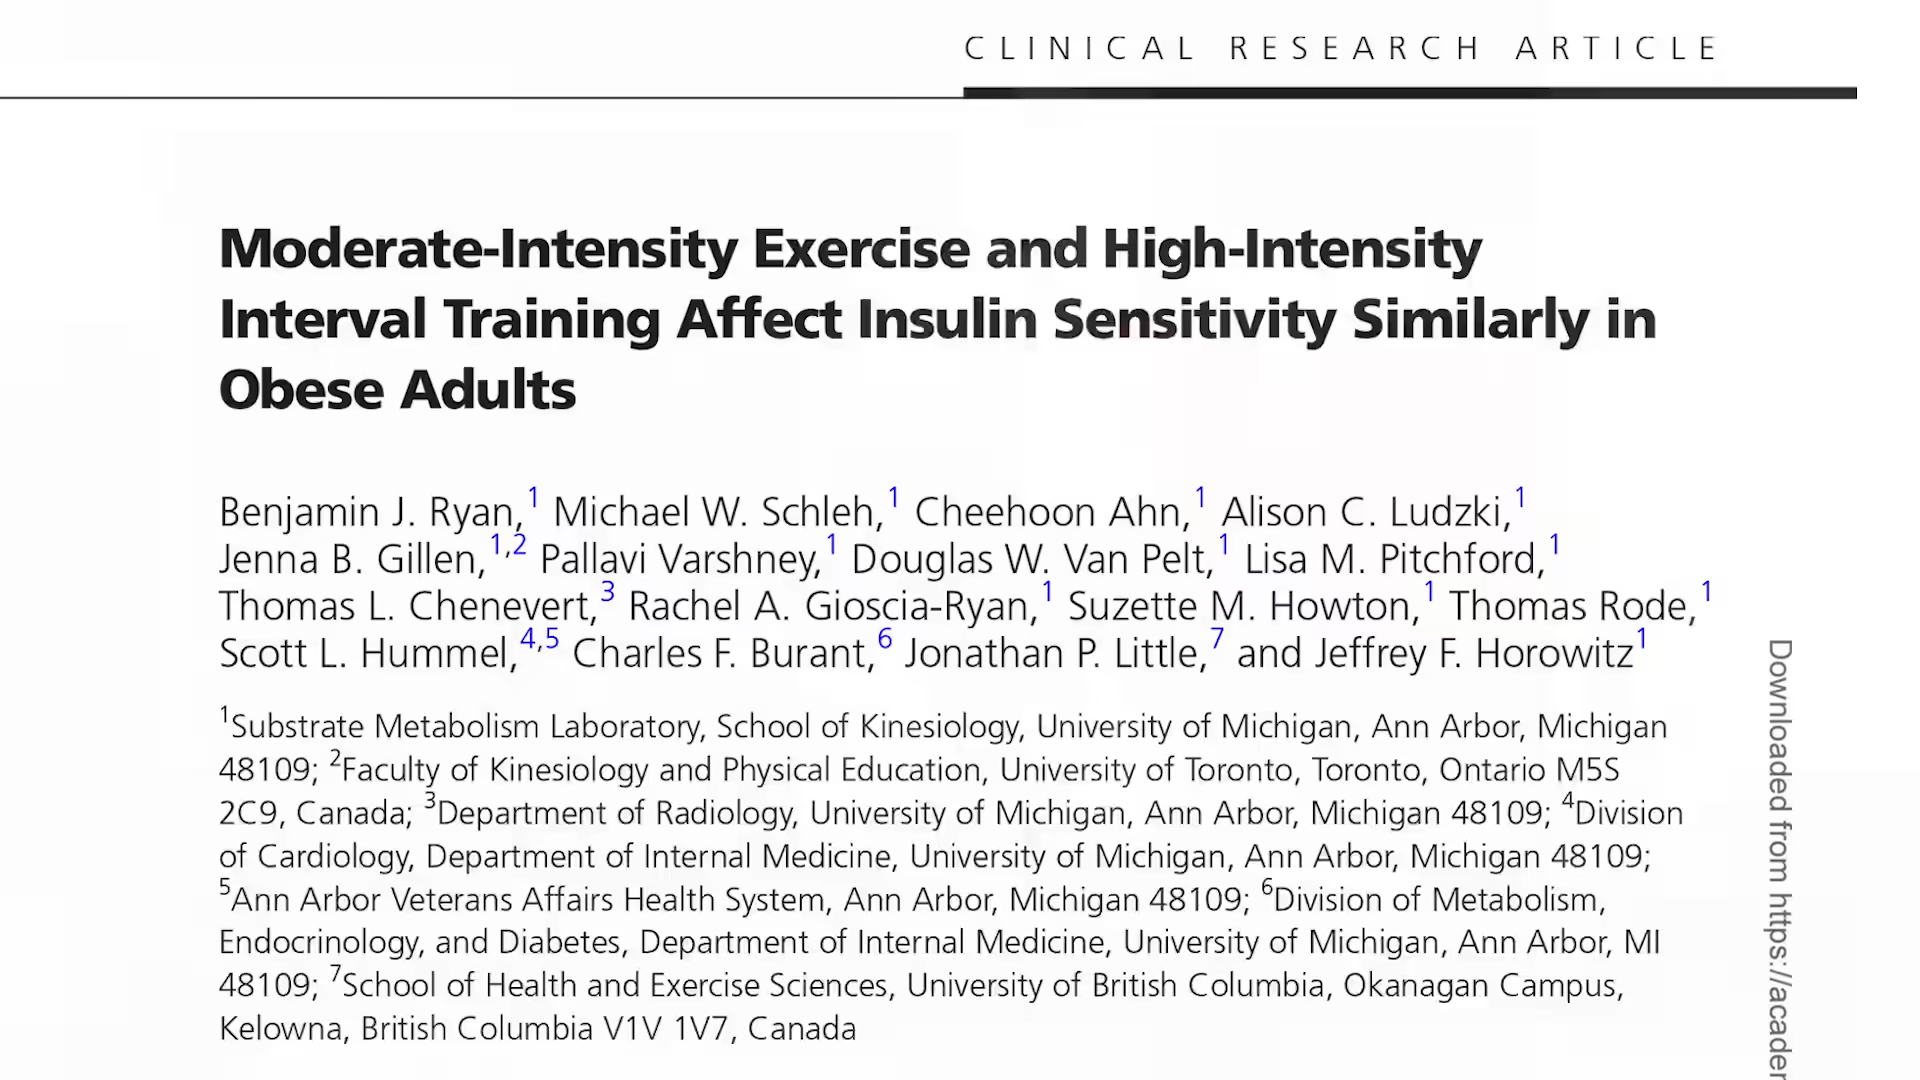 CLINICAL RESEARCH ARTICLE
Moderate-Intensity Exercise and High-Intensity
Interval Training Affect Insulin Sensitivity Similarly in
Obese Adults
Benjamin J. Ryan,1 Michael W. Schleh,1 Cheehoon Ahn,1 Alison C. Ludzki,1
Jenna B. Gillen,1,2 Pallavi Varshney,1 Douglas W. Van Pelt,1 Lisa M. Pitchford,1
Thomas L. Chenevert,3 Rachel A. Gioscia-Ryan,1 Suzette M. Howton,1 Thomas Rode,1
Scott L. Hummel,4,5 Charles F. Burant,6 Jonathan P. Little,7 and Jeffrey F. Horowitz1
1Substrate Metabolism Laboratory, School of Kinesiology, University of Michigan, Ann Arbor, Michigan
48109; 2Faculty of Kinesiology and Physical Education, University of Toronto, Toronto, Ontario M5S
2C9, Canada; 3Department of Radiology, University of Michigan, Ann Arbor, Michigan 48109; 4Division
of Cardiology, Department of Internal Medicine, University of Michigan, Ann Arbor, Michigan 48109;
5Ann Arbor Veterans Affairs Health System, Ann Arbor, Michigan 48109; 6Division of Metabolism,
Endocrinology, and Diabetes, Department of Internal Medicine, University of Michigan, Ann Arbor, MI
48109; 7School of Health and Exercise Sciences, University of British Columbia, Okanagan Campus,
Kelowna, British Columbia V1V 1V7, Canada
Downloaded from https://academ